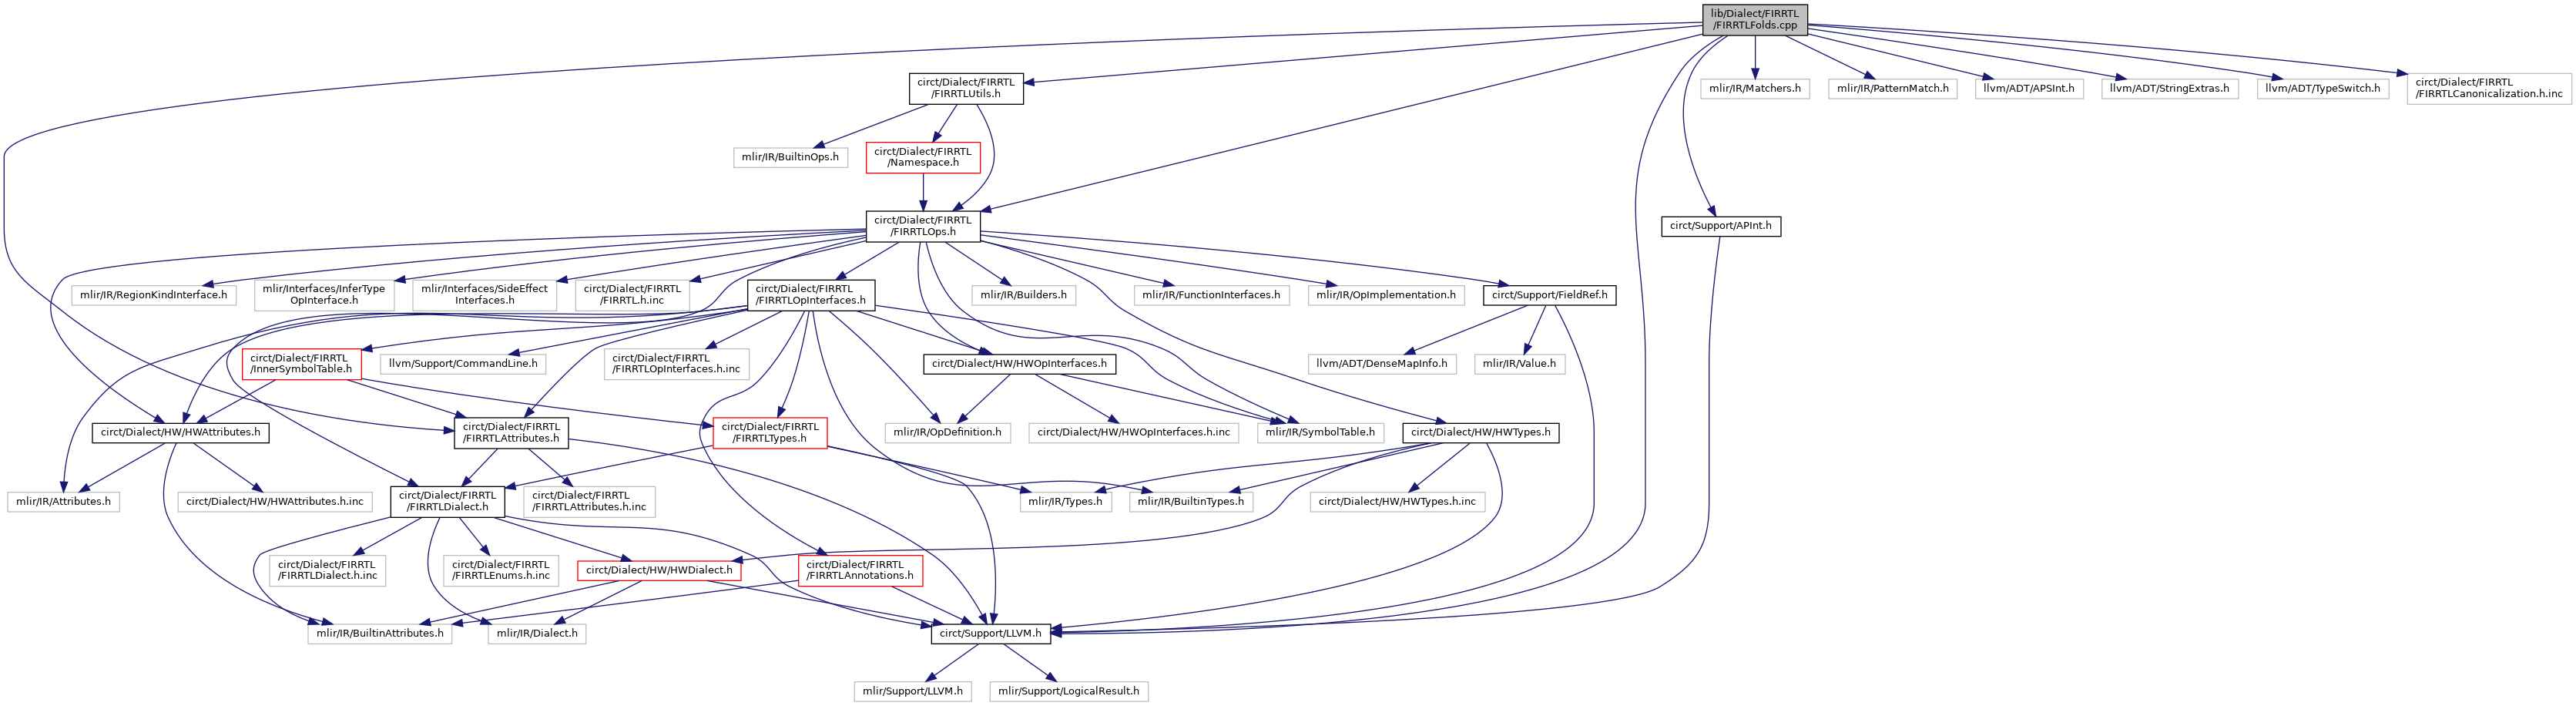 lib/Dialect/FIRRTL
/FIRRTLFolds.cpp
circt/Dialect/FIRRTL
/FIRRTLUtils.h
mlir/IR/Matchers.h
mlir/IR/PatternMatch.h
llvm/ADT/APSInt.h
llvm/ADT/StringExtras.h
llvm/ADT/TypeSwitch.h
circt/Dialect/FIRRTL
/FIRRTLCanonicalization.h.inc
mlir/IR/BuiltinOps.h
circt/Dialect/FIRRTL
/Namespace.h
circt/Dialect/FIRRTL
/FIRRTLOps.h
circt/Support/APInt.h
mlir/IR/RegionKindInterface.h
mlir/Interfaces/InferType
OpInterface.h
mlir/Interfaces/SideEffect
Interfaces.h
circt/Dialect/FIRRTL
/FIRRTL.h.inc
circt/Dialect/FIRRTL
/FIRRTLOpInterfaces.h
mlir/IR/Builders.h
mlir/IR/FunctionInterfaces.h
mlir/IR/OpImplementation.h
circt/Support/FieldRef.h
circt/Dialect/FIRRTL
/InnerSymbolTable.h
llvm/Support/CommandLine.h
circt/Dialect/FIRRTL
/FIRRTLOpInterfaces.h.inc
circt/Dialect/HW/HWOpInterfaces.h
llvm/ADT/DenseMapInfo.h
mlir/IR/Value.h
circt/Dialect/HW/HWAttributes.h
circt/Dialect/FIRRTL
/FIRRTLAttributes.h
circt/Dialect/FIRRTL
/FIRRTLTypes.h
mlir/IR/OpDefinition.h
circt/Dialect/HW/HWOpInterfaces.h.inc
mlir/IR/SymbolTable.h
circt/Dialect/HW/HWTypes.h
mlir/IR/Attributes.h
circt/Dialect/HW/HWAttributes.h.inc
circt/Dialect/FIRRTL
/FIRRTLDialect.h
circt/Dialect/FIRRTL
/FIRRTLAttributes.h.inc
mlir/IR/Types.h
mlir/IR/BuiltinTypes.h
circt/Dialect/HW/HWTypes.h.inc
circt/Dialect/FIRRTL
/FIRRTLDialect.h.inc
circt/Dialect/FIRRTL
/FIRRTLEnums.h.inc
circt/Dialect/HW/HWDialect.h
circt/Dialect/FIRRTL
/FIRRTLAnnotations.h
mlir/IR/BuiltinAttributes.h
mlir/IR/Dialect.h
circt/Support/LLVM.h
mlir/Support/LLVM.h
mlir/Support/LogicalResult.h